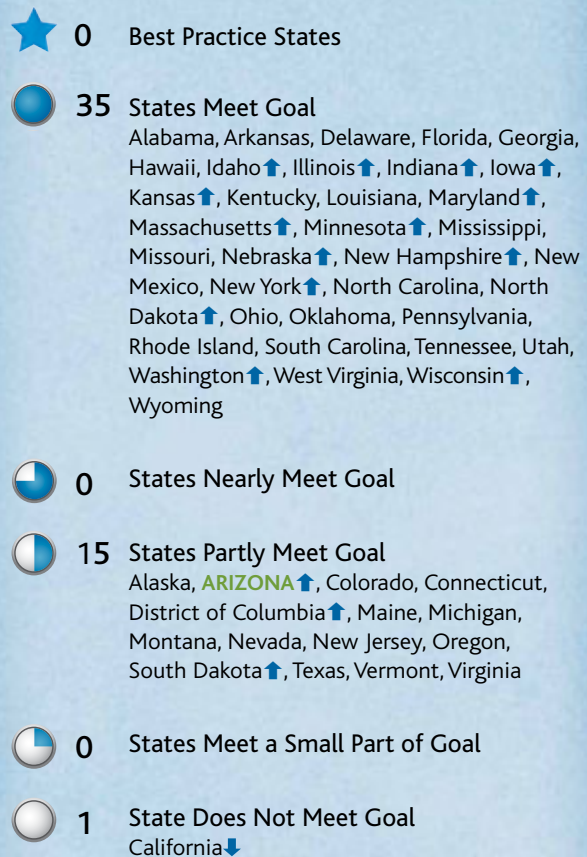 0 Best Practice States
35 States Meet Goal
Alabama, Arkansas, Delaware, Florida, Georgia,
Hawaii, Idaho⬆, Illinois⬆, Indiana⬆, Iowa⬆,
Kansas⬆, Kentucky, Louisiana, Maryland⬆,
Massachusetts⬆, Minnesota⬆, Mississippi,
Missouri, Nebraska⬆, New Hampshire⬆, New
Mexico, New York⬆, North Carolina, North
Dakota⬆, Ohio, Oklahoma, Pennsylvania,
Rhode Island, South Carolina, Tennessee, Utah,
Washington⬆, West Virginia, Wisconsin⬆,
Wyoming
0 States Nearly Meet Goal
15 States Partly Meet Goal
Alaska, ARIZONA⬆, Colorado, Connecticut,
District of Columbia⬆, Maine, Michigan,
Montana, Nevada, New Jersey, Oregon,
South Dakota⬆, Texas, Vermont, Virginia
0 States Meet a Small Part of Goal
1 State Does Not Meet Goal
California⬇